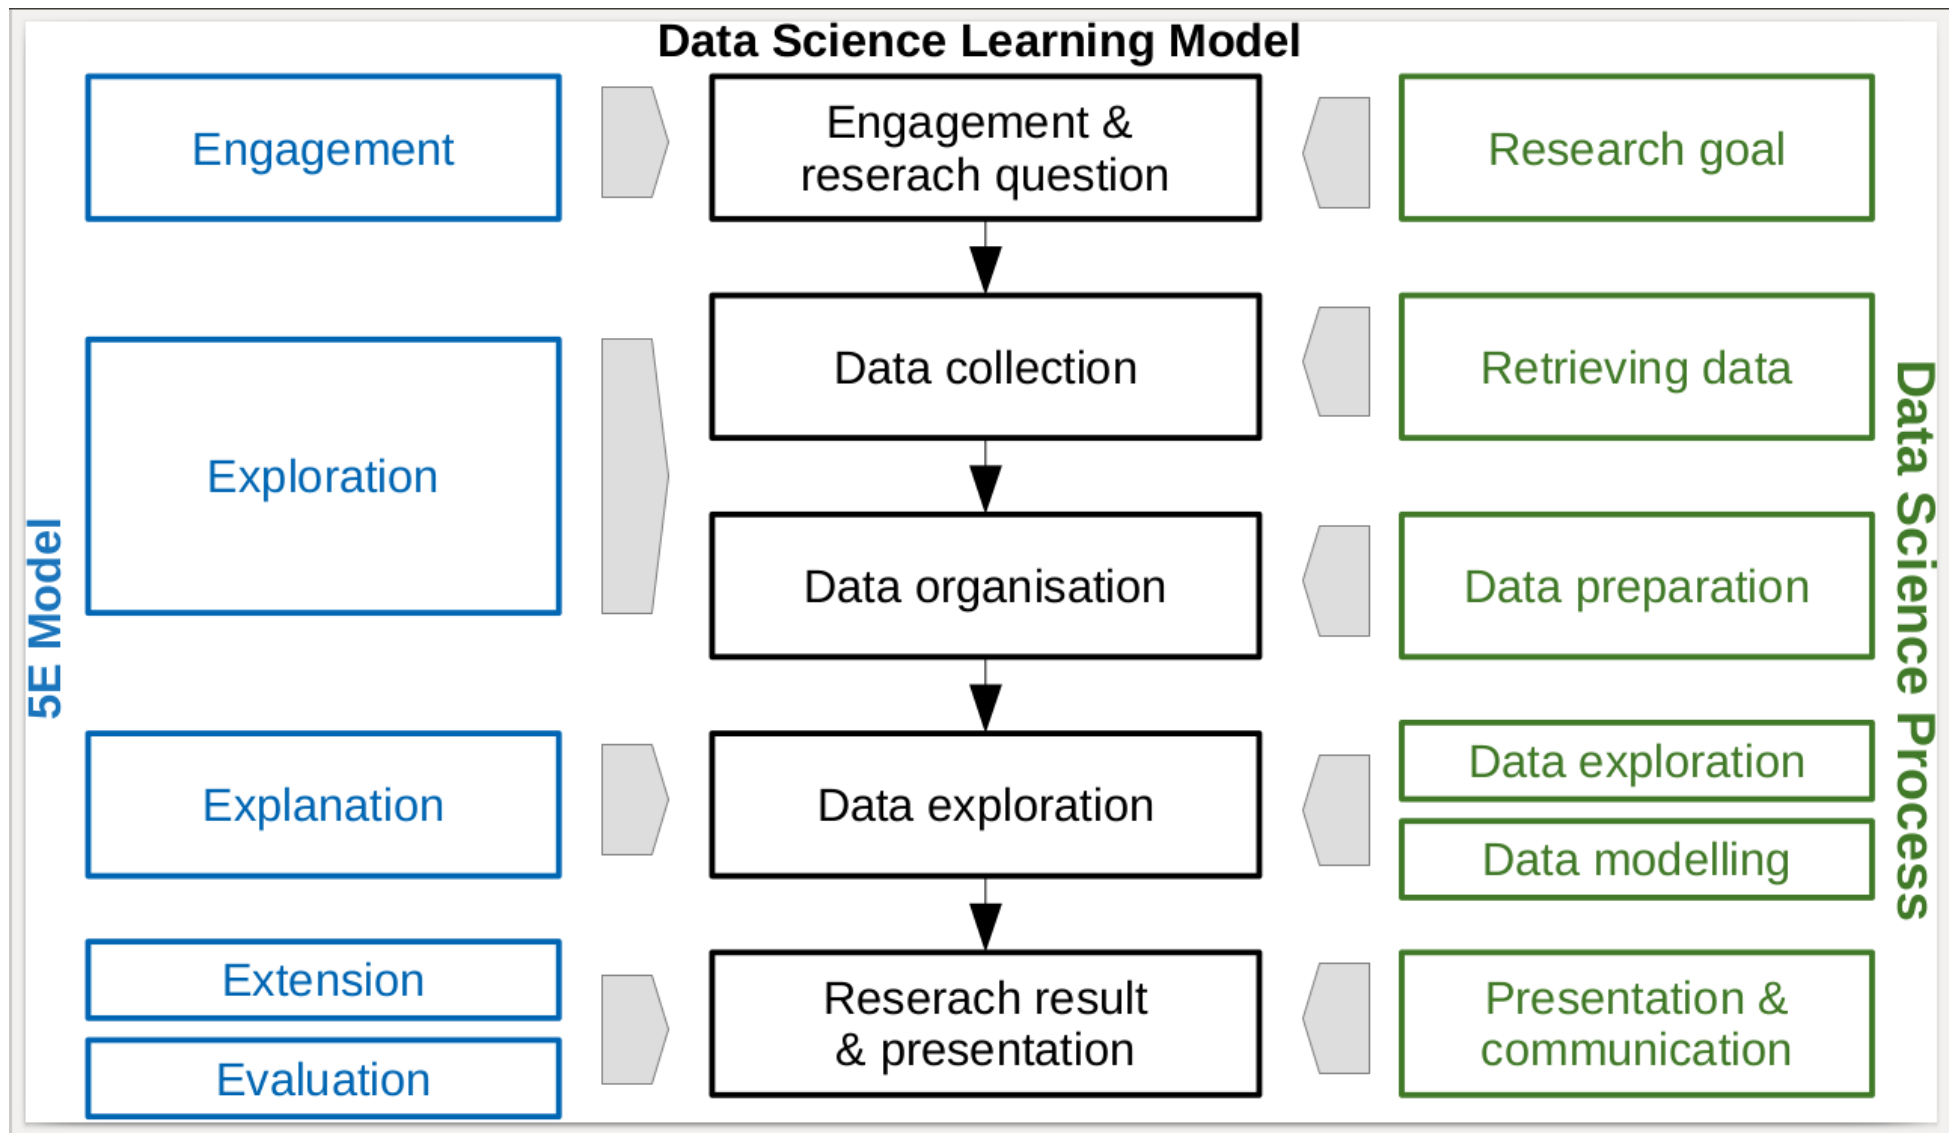 Data Science Learning Model
Engagement
Engagement &
reserach question
Research goal
Data collection
Retrieving data
Exploration
Data organisation
Data preparation
5E Model
Data Science Process
Explanation
Data exploration
Data exploration
Data modelling
Extension
Evaluation
Reserach result
& presentation
Presentation &
communication